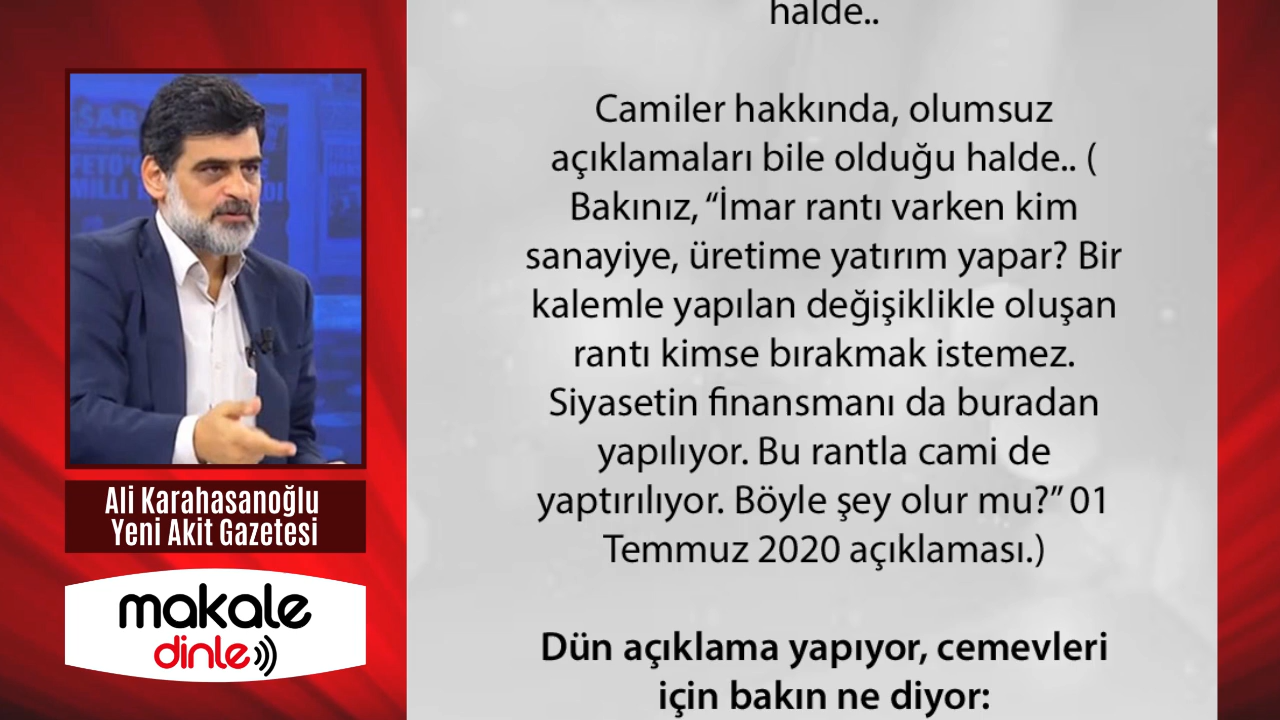 halde..
Camiler hakkında, olumsuz
açıklamaları bile olduğu halde.. (
Bakınız, “İmar rantı varken kim
sanayiye, üretime yatırım yapar? Bir
kalemle yapılan değişiklikle oluşan
rantı kimse bırakmak istemez.
Siyasetin finansmanı da buradan
yapılıyor. Bu rantla cami de
yaptırılıyor. Böyle şey olur mu?” 01
Temmuz 2020 açıklaması.)
Dün açıklama yapıyor, cemevleri
için bakın ne diyor:
Ali Karahasanoğlu
Yeni Akit Gazetesi
makale
dinle